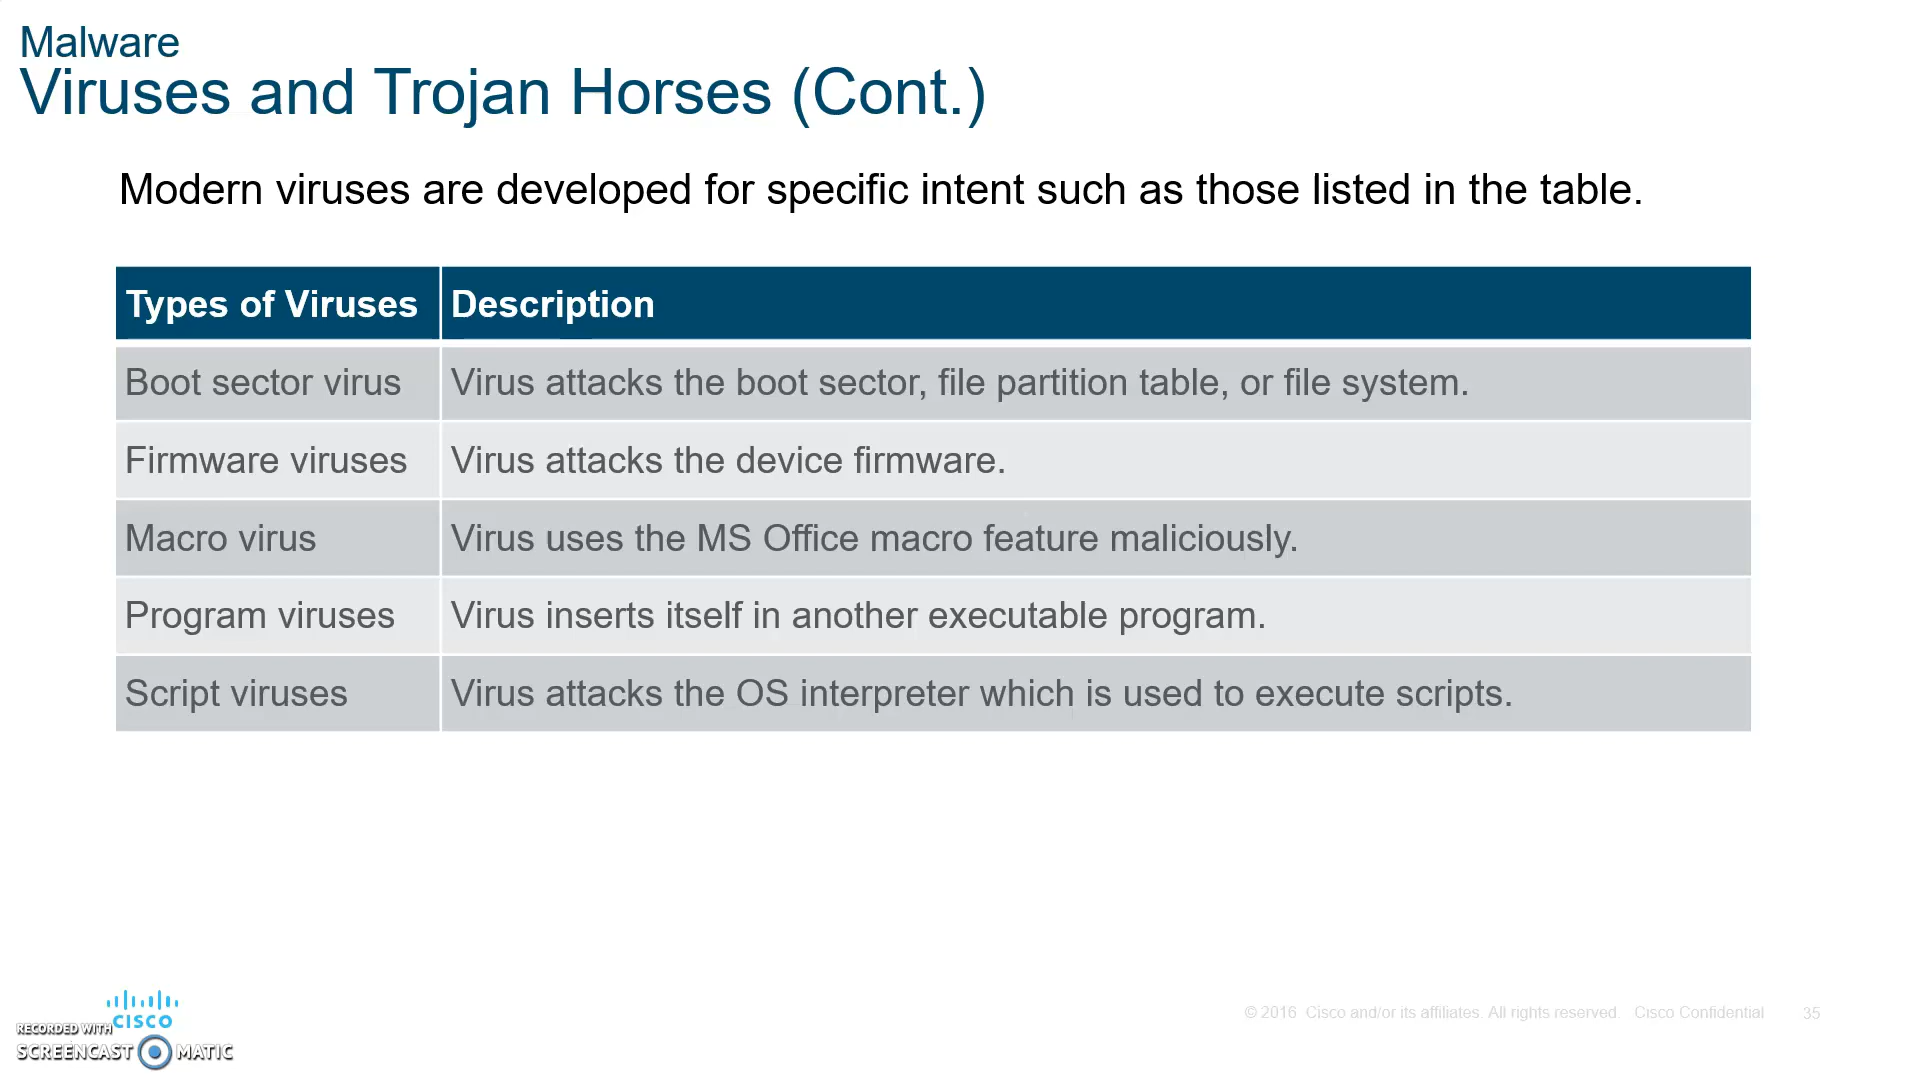 Malware
Viruses and Trojan Horses (Cont.)
Modern viruses are developed for specific intent such as those listed in the table.
Types of Viruses Description
Boot sector virus Virus attacks the boot sector, file partition table, or file system.
Firmware viruses Virus attacks the device firmware.
Macro virus Virus uses the MS Office macro feature maliciously.
Program viruses Virus inserts itself in another executable program.
Script viruses Virus attacks the OS interpreter which is used to execute scripts.
CISCO
© 2016 Cisco and/or its affiliates. All rights reserved. Cisco Confidential 35
RECORDED WITH
SCREENCAST MATIC